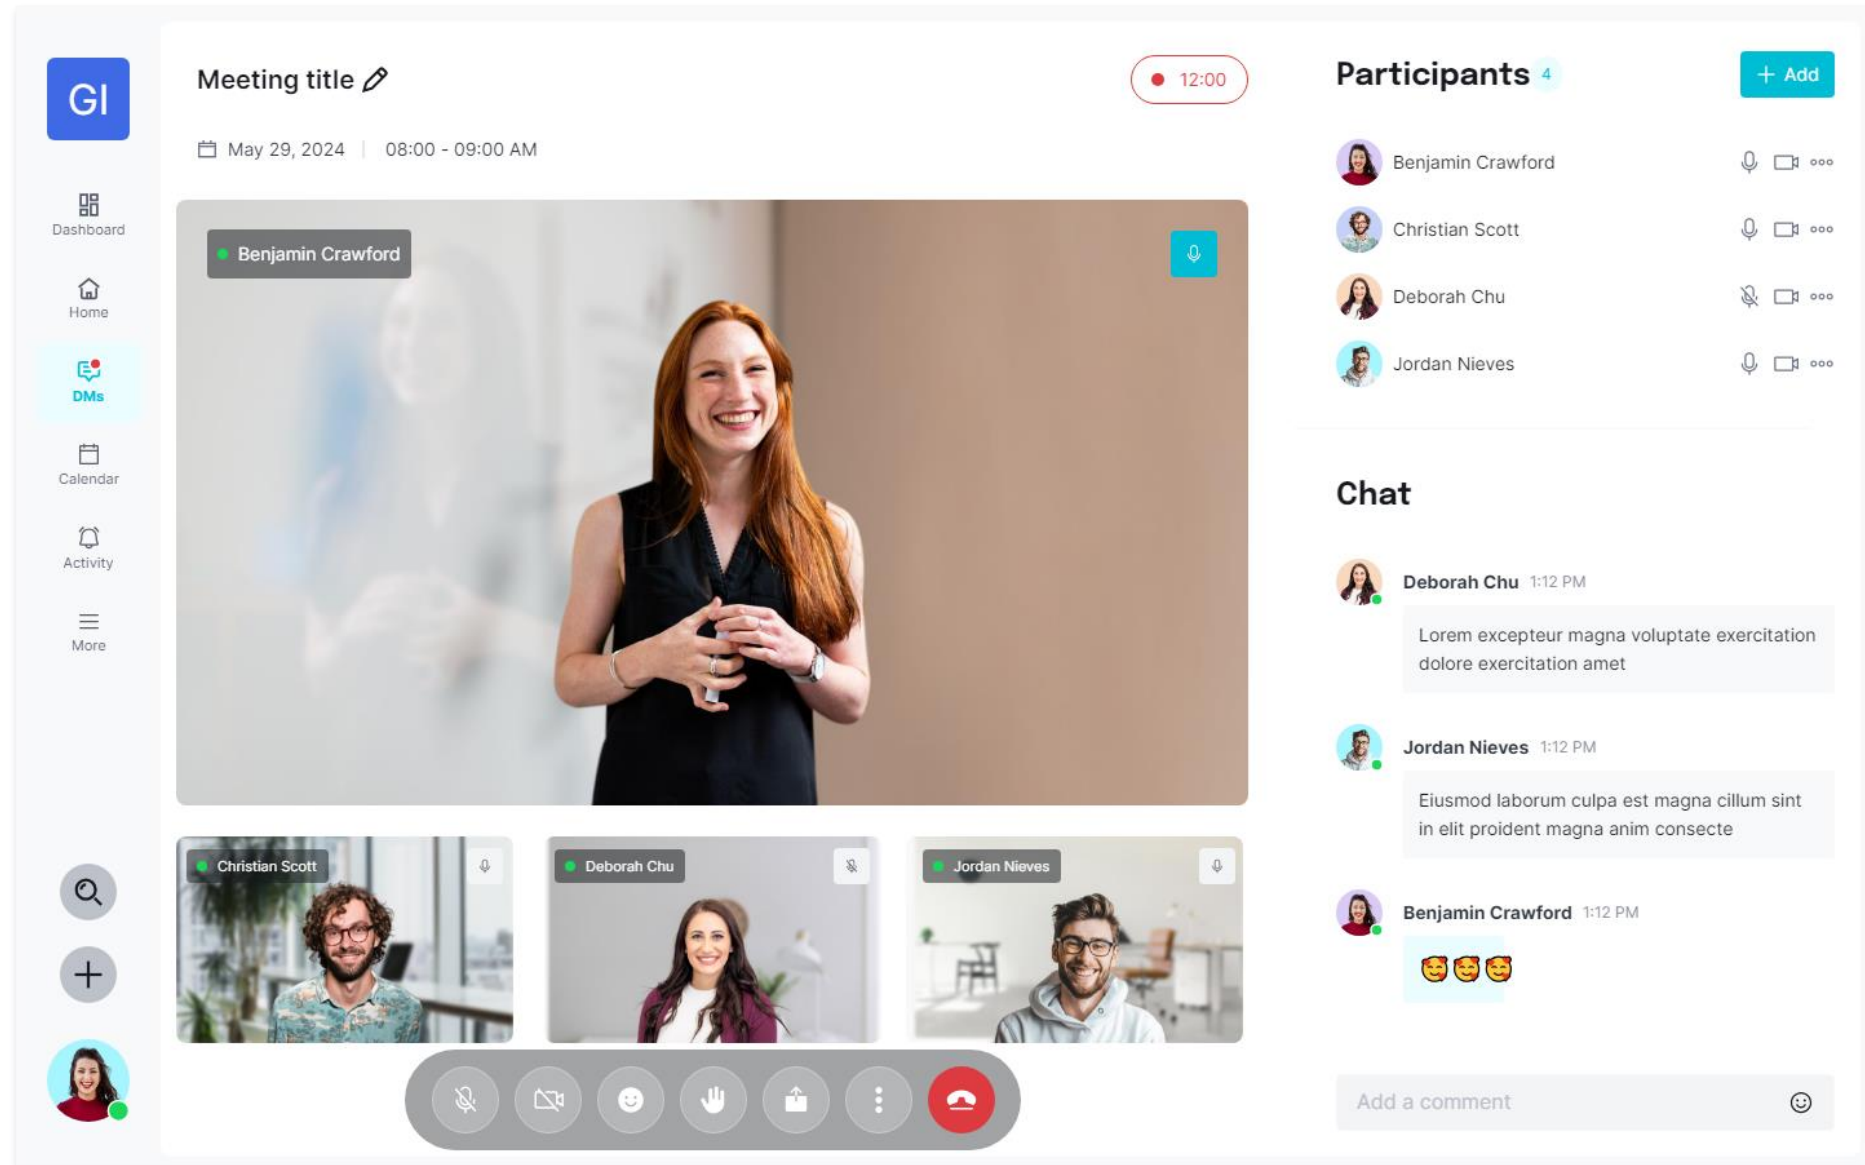 GI
Dashboard
Home
DMs
Calendar
Activity
More
Meeting title
12:00
May 29, 2024
08:00 - 09:00 AM
Benjamin Crawford
Christian Scott
Deborah Chu
Jordan Nieves
Participants 4
+ Add
Benjamin Crawford
Christian Scott
Deborah Chu
Jordan Nieves
Chat
Deborah Chu 1:12 PM
Lorem excepteur magna voluptate exercitation
dolore exercitation amet
Jordan Nieves 1:12 PM
Eiusmod laborum culpa est magna cillum sint
in elit proident magna anim consecte
Benjamin Crawford 1:12 PM
🥰🥰🥰
Add a comment